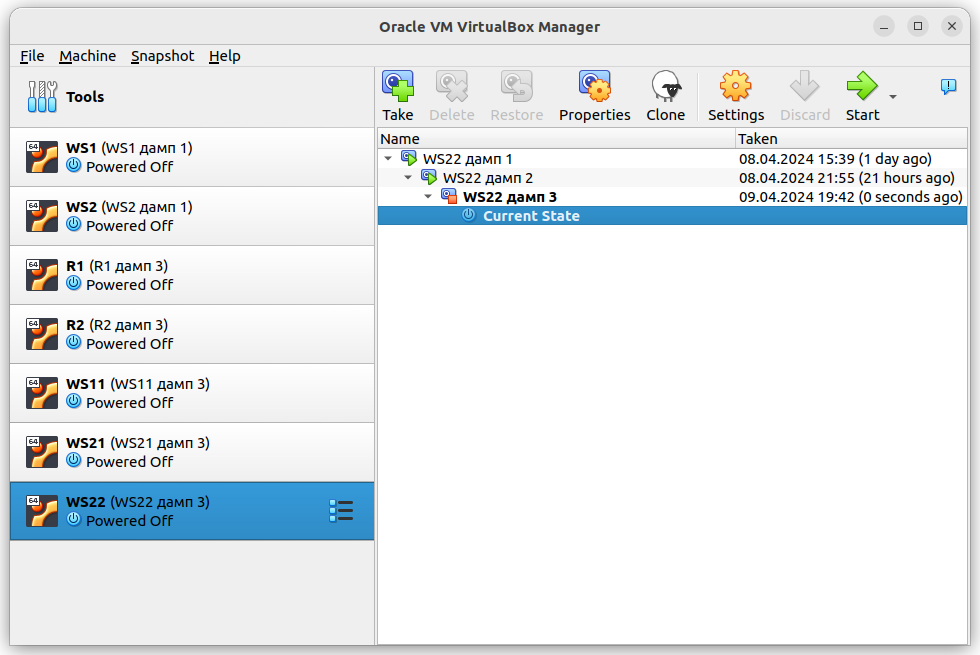 Oracle VM VirtualBox Manager
File Machine Snapshot Help
Tools
Take Delete Restore Properties Clone Settings Discard Start
Name Taken
64
WS1 (WS1 дамп 1)
Powered Off
64
WS2 (WS2 дамп 1)
Powered Off
64
R1 (R1 дамп 3)
Powered Off
64
R2 (R2 дамп 3)
Powered Off
64
WS11 (WS11 дамп 3)
Powered Off
64
WS21 (WS21 дамп 3)
Powered Off
64
WS22 (WS22 дамп 3)
Powered Off
WS22 дамп 1 08.04.2024 15:39 (1 day ago)
WS22 дамп 2 08.04.2024 21:55 (21 hours ago)
WS22 дамп 3 09.04.2024 19:42 (0 seconds ago)
Current State